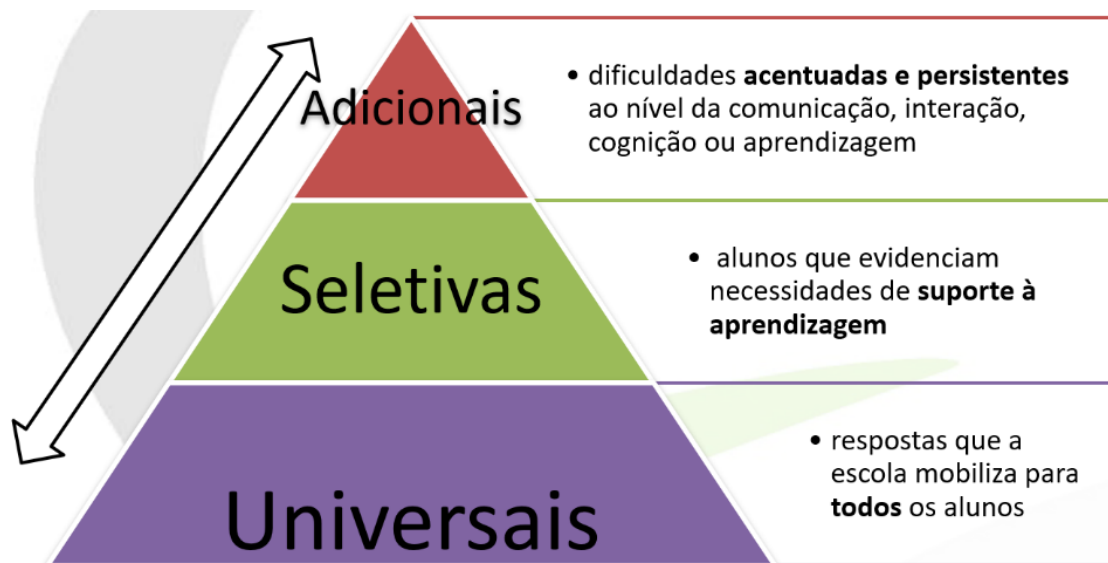 Adicionais
• dificuldades acentuadas e persistentes
ao nível da comunicação, interação,
cognição ou aprendizagem
Seletivas
• alunos que evidenciam
necessidades de suporte à
aprendizagem
Universais
• respostas que a
escola mobiliza para
todos os alunos